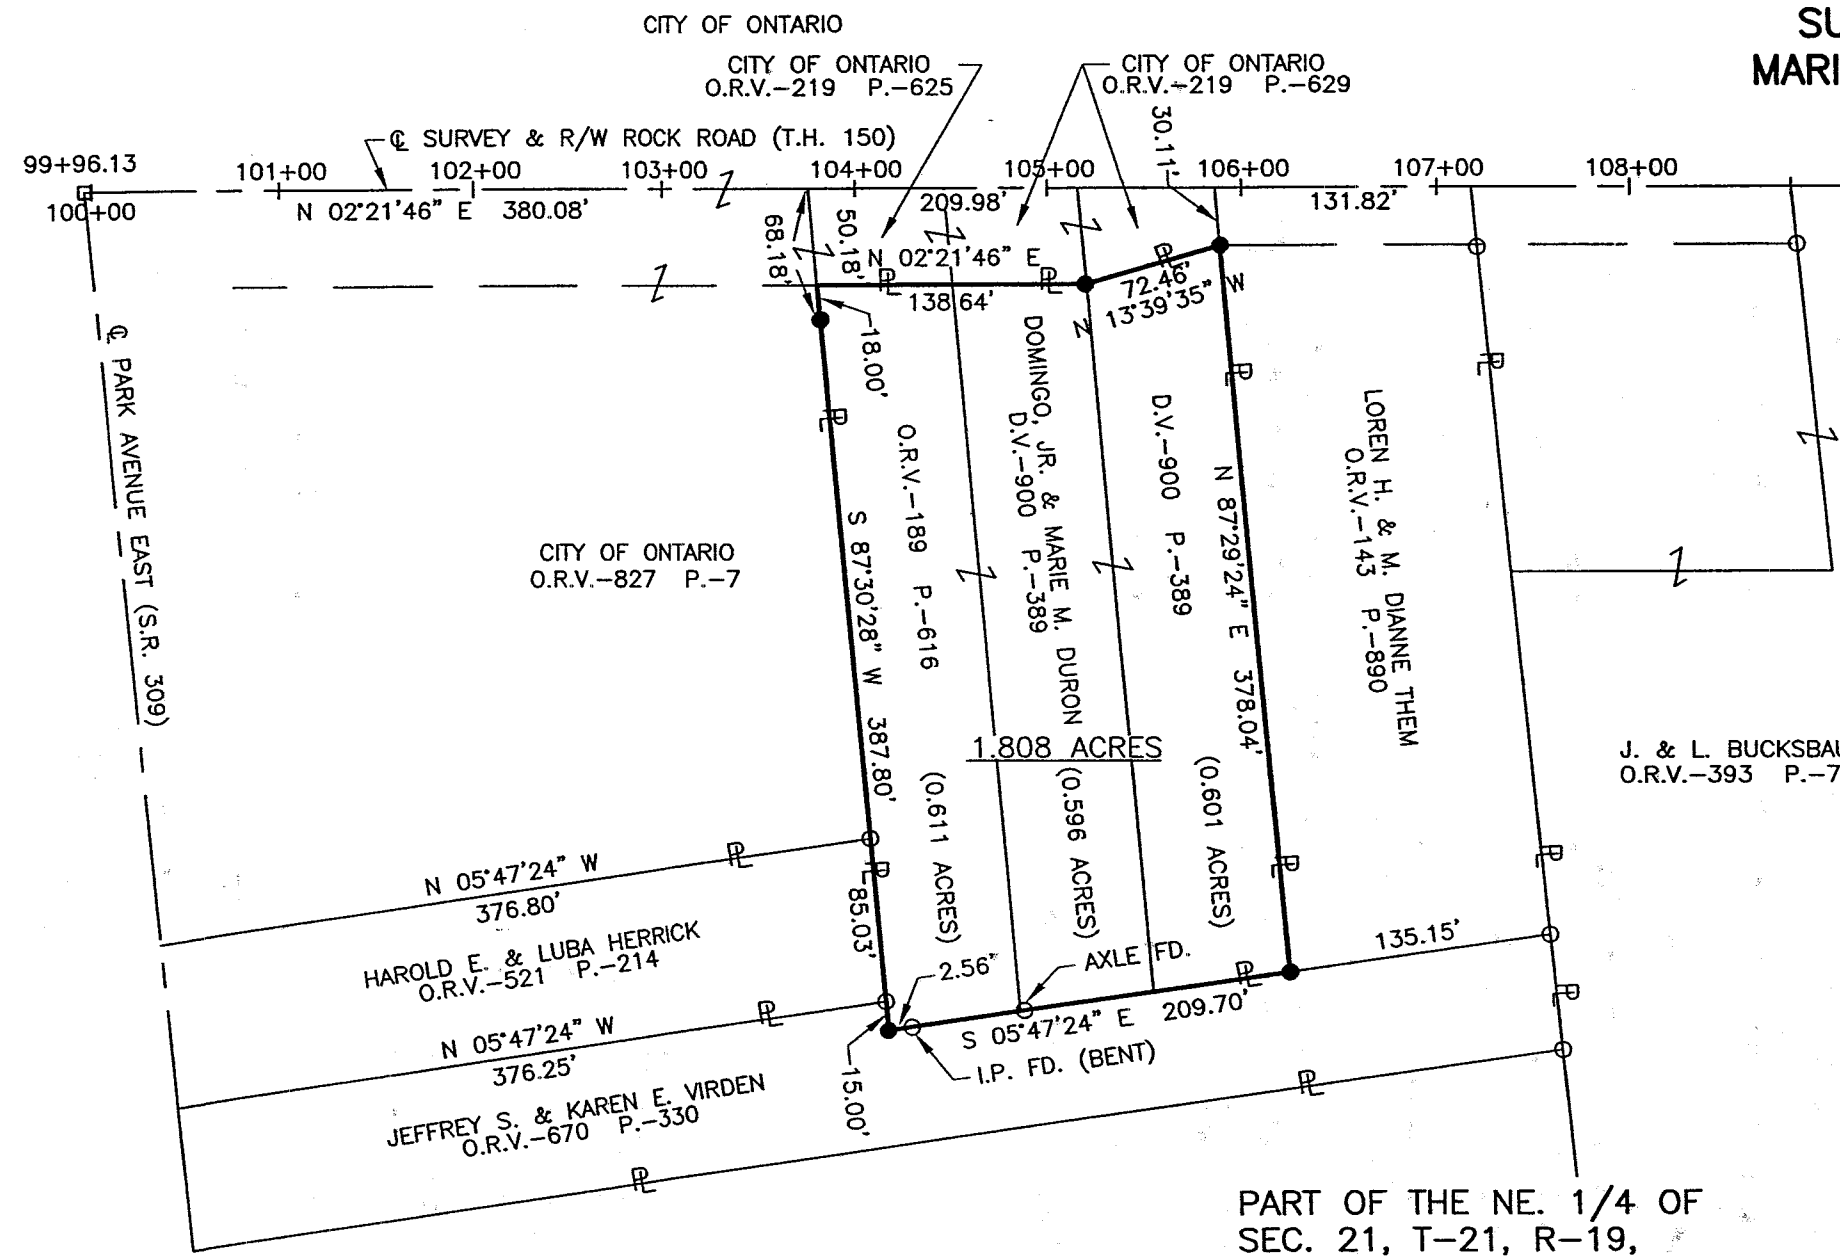 CITY OF ONTARIO
SU
MARI
CITY OF ONTARIO
O.R.V.-219 P.-625
CITY OF ONTARIO
O.R.V.-219 P.-629
℄ SURVEY & R/W ROCK ROAD (T.H. 150)
30.11'
99+96.13
100+00
101+00
102+00
103+00
104+00
105+00
106+00
107+00
108+00
N 02°21'46" E 380.08'
209.98'
131.82'
68.18'
50.18'
N 02°21'46" E
138.64'
72.46'
N 13°39'35" W
18.00'
℄ PARK AVENUE EAST (S.R. 309)
CITY OF ONTARIO
O.R.V.-827 P.-7
S 87°30'28" W 387.80'
O.R.V.-189 P.-616
(0.611 ACRES)
DOMINGO, JR. & MARIE M. DURON
D.V.-900 P.-389
(0.596 ACRES)
D.V.-900 P.-389
(0.601 ACRES)
N 87°29'24" E 378.04'
LOREN H. & M. DIANNE THEM
O.R.V.-143 P.-890
1.808 ACRES
J. & L. BUCKSBAU
O.R.V.-393 P.-7
N 05°47'24" W
376.80'
85.03'
HAROLD E. & LUBA HERRICK
O.R.V.-521 P.-214
2.56'
AXLE FD.
135.15'
S 05°47'24" E 209.70'
I.P. FD. (BENT)
N 05°47'24" W
376.25'
15.00'
JEFFREY S. & KAREN E. VIRDEN
O.R.V.-670 P.-330
PART OF THE NE. 1/4 OF
SEC. 21, T-21, R-19,